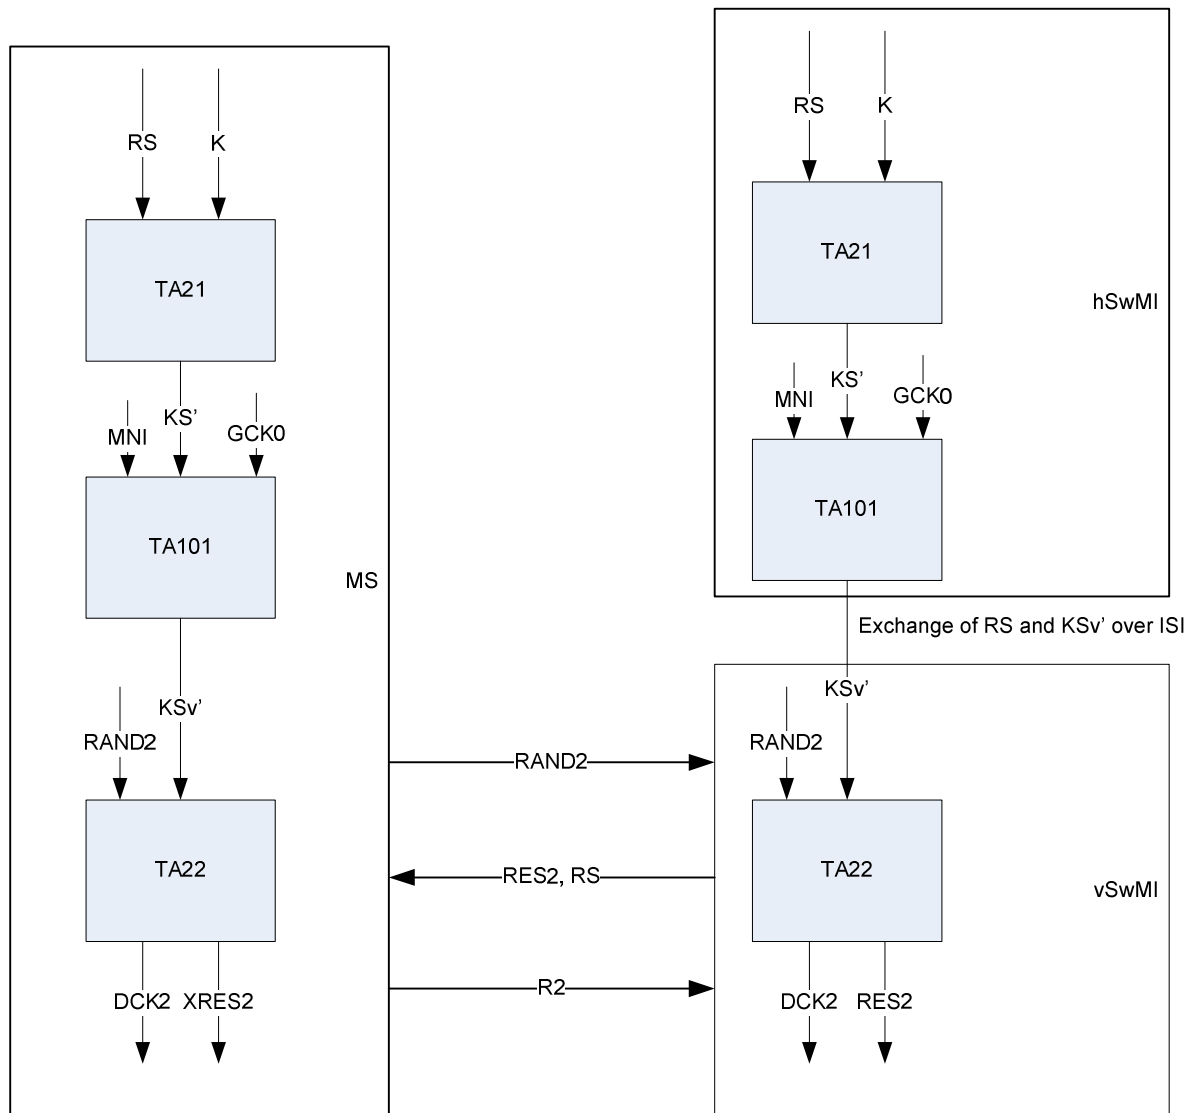 RS
K
TA21
MNI
KS’
GCK0
TA101
MS
KSv’
RAND2
TA22
DCK2
XRES2
RAND2
RES2, RS
R2
RS
K
TA21
hSwMI
MNI
KS’
GCK0
TA101
Exchange of RS and KSv’ over ISI
KSv’
RAND2
TA22
vSwMI
DCK2
RES2